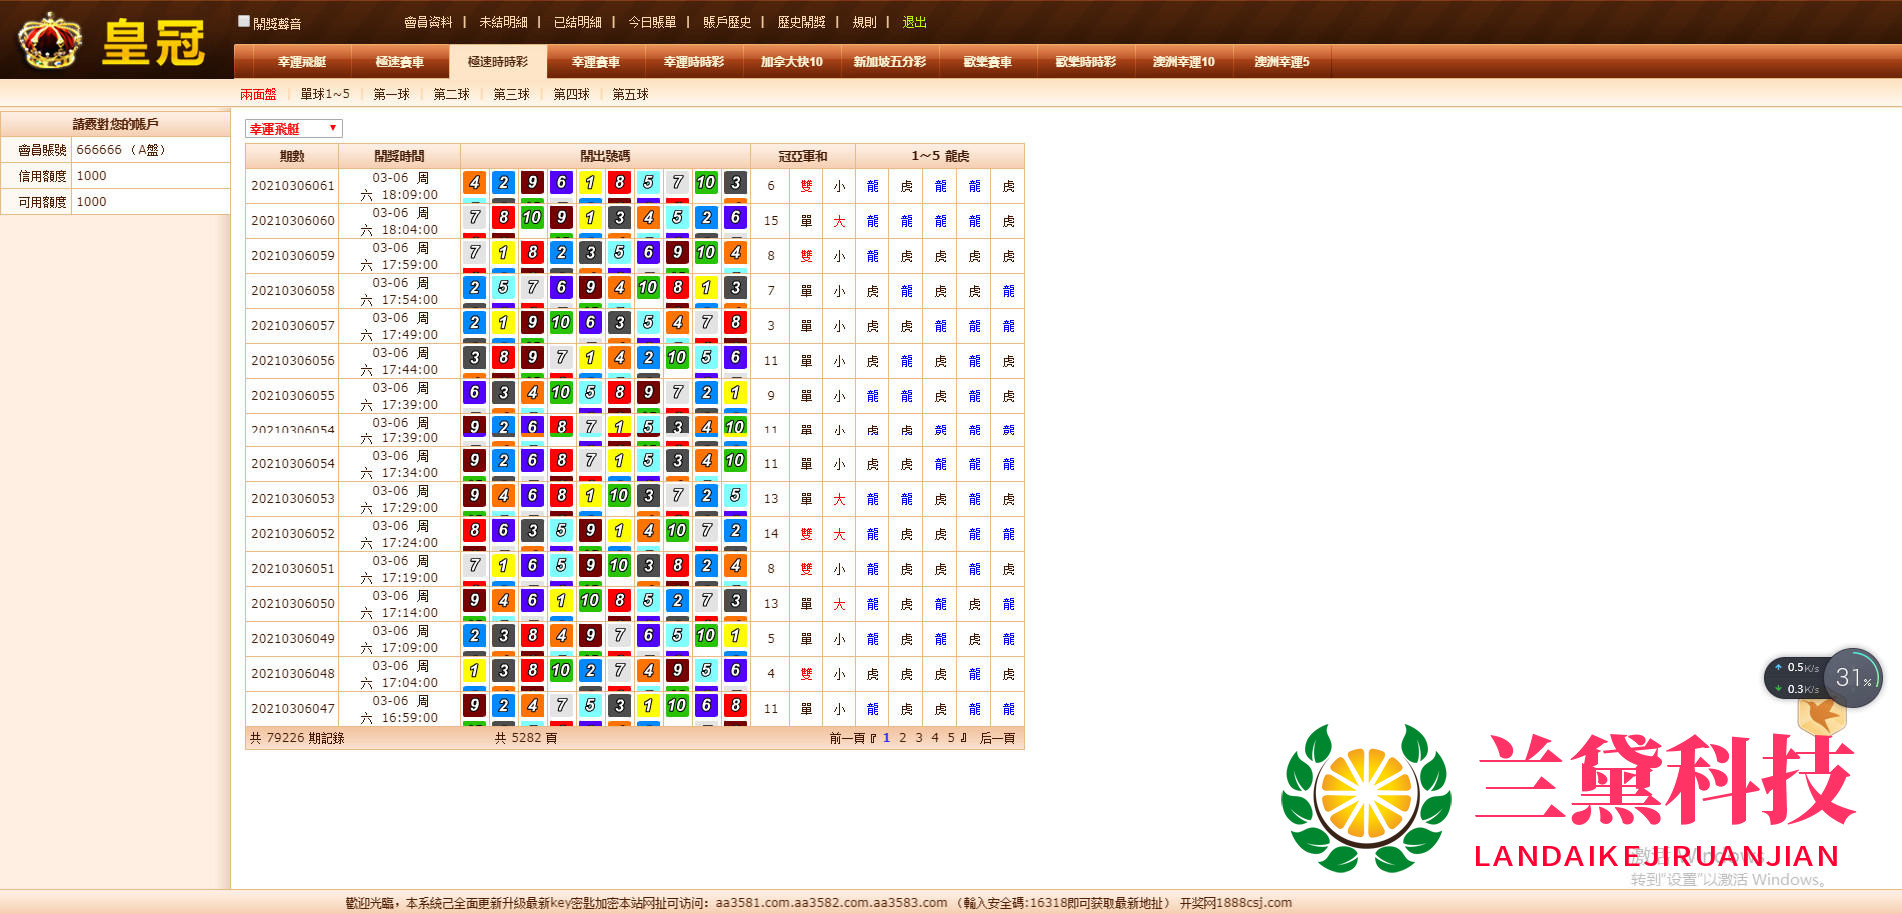 皇冠
開獎聲音 會員資料 | 未结明細 | 已结明細 | 今日賬單 | 賬戶歷史 | 歷史開獎 | 規則 | 退出
幸運飛艇 極速賽車 極速時時彩 幸運賽車 幸運時時彩 加拿大快10 新加坡五分彩 歡樂賽車 歡樂時時彩 澳洲幸運10 澳洲幸運5
兩面盤 單球1~5 第一球 第二球 第三球 第四球 第五球
請覈對您的帳戶
會員賬號 666666 （A盤）
信用額度 1000
可用額度 1000
幸運飛艇
期數 開獎時間 開出號碼 冠亞軍和 1～5 龍虎
20210306061 03-06 周六 18:09:00 4 2 9 6 1 8 5 7 10 3 6 雙 小 龍 虎 龍 龍 虎
20210306060 03-06 周六 18:04:00 7 8 10 9 1 3 4 5 2 6 15 單 大 龍 龍 龍 龍 虎
20210306059 03-06 周六 17:59:00 7 1 8 2 3 5 6 9 10 4 8 雙 小 龍 虎 虎 虎 虎
20210306058 03-06 周六 17:54:00 2 5 7 6 9 4 10 8 1 3 7 單 小 虎 龍 虎 虎 龍
20210306057 03-06 周六 17:49:00 2 1 9 10 6 3 5 4 7 8 3 單 小 虎 虎 龍 龍 龍
20210306056 03-06 周六 17:44:00 3 8 9 7 1 4 2 10 5 6 11 單 小 虎 龍 虎 龍 龍
20210306055 03-06 周六 17:39:00 6 3 4 10 5 8 9 7 2 1 9 單 小 龍 龍 虎 龍 虎
20210306054 03-06 周六 17:39:00 9 2 6 8 7 1 5 3 4 10 11 單 小 虎 虎 龍 龍 龍
20210306054 03-06 周六 17:34:00 9 2 6 8 7 1 5 3 4 10 11 單 小 虎 虎 龍 龍 龍
20210306053 03-06 周六 17:29:00 9 4 6 8 1 10 3 7 2 5 13 單 大 龍 龍 虎 龍 虎
20210306052 03-06 周六 17:24:00 8 6 3 5 9 1 4 10 7 2 14 雙 大 龍 虎 虎 龍 龍
20210306051 03-06 周六 17:19:00 7 1 6 5 9 10 3 8 2 4 8 雙 小 龍 虎 虎 龍 虎
20210306050 03-06 周六 17:14:00 9 4 6 1 10 8 5 2 7 3 13 單 大 龍 虎 龍 虎 龍
20210306049 03-06 周六 17:09:00 2 3 8 4 9 7 6 5 10 1 5 單 小 龍 虎 龍 虎 龍
20210306048 03-06 周六 17:04:00 1 3 8 10 2 7 4 9 5 6 4 雙 小 虎 虎 虎 龍 虎
20210306047 03-06 周六 16:59:00 9 2 4 7 5 3 1 10 6 8 11 單 小 龍 虎 虎 龍 龍
共 79226 期記錄 共 5282 頁 前一頁『 1 2 3 4 5 』 后一頁
0.5K/s
0.3K/s
31%
兰黛科技
LANDAIKEJIRUANJIAN
激活 Windows
转到“设置”以激活 Windows。
歡迎光臨，本系統己全面更新升级最新key密匙加密本站网址可访问：aa3581.com.aa3582.com.aa3583.com （輸入安全碼:16318即可获取最新地址） 开奖网1888csj.com